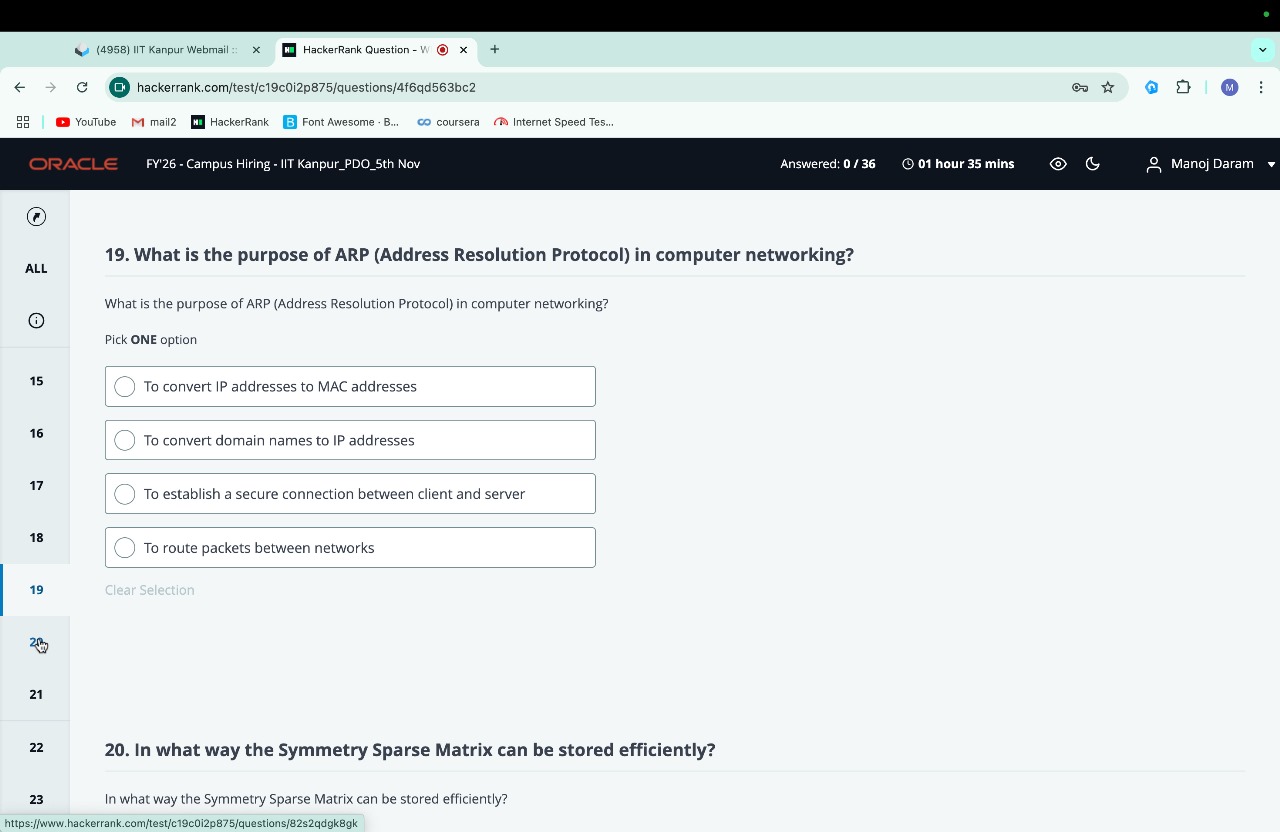 (4958) IIT Kanpur Webmail ::
HackerRank Question - W
hackerrank.com/test/c19c0i2p875/questions/4f6qd563bc2
M
YouTube
mail2
HackerRank
Font Awesome · B...
coursera
Internet Speed Tes...
ORACLE
FY'26 - Campus Hiring - IIT Kanpur_PDO_5th Nov
Answered: 0 / 36
01 hour 35 mins
Manoj Daram
ALL
15
16
17
18
19
20
21
22
23
19. What is the purpose of ARP (Address Resolution Protocol) in computer networking?
What is the purpose of ARP (Address Resolution Protocol) in computer networking?
Pick ONE option
To convert IP addresses to MAC addresses
To convert domain names to IP addresses
To establish a secure connection between client and server
To route packets between networks
Clear Selection
20. In what way the Symmetry Sparse Matrix can be stored efficiently?
In what way the Symmetry Sparse Matrix can be stored efficiently?
https://www.hackerrank.com/test/c19c0i2p875/questions/82s2qdgk8gk